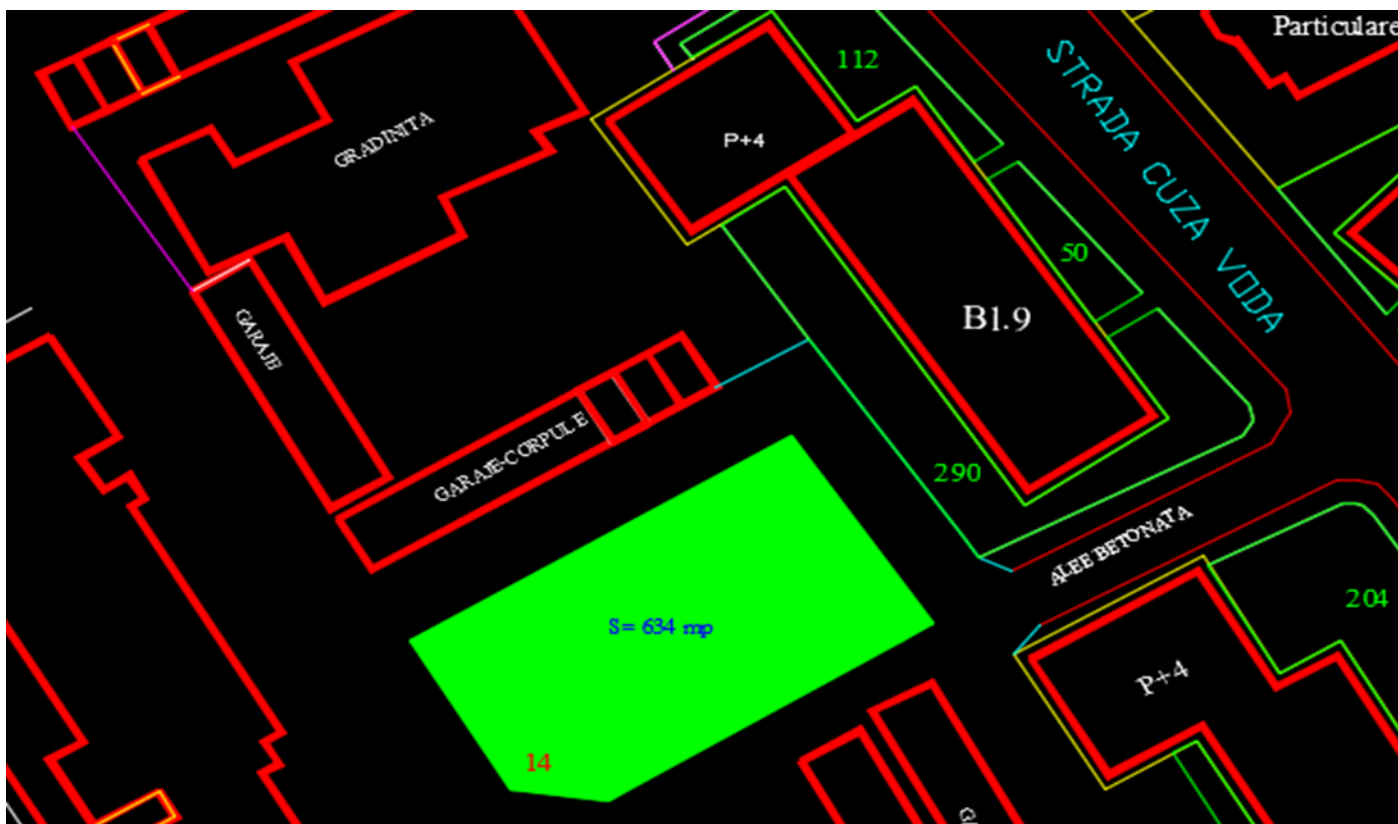 Particulare
112
STRADA CUZA VODA
GRADINITA
P+4
50
Bl.9
GARAJE
GARAJE-CORPUL E
290
ALEE BETONATA
204
S= 634 mp
P+4
14